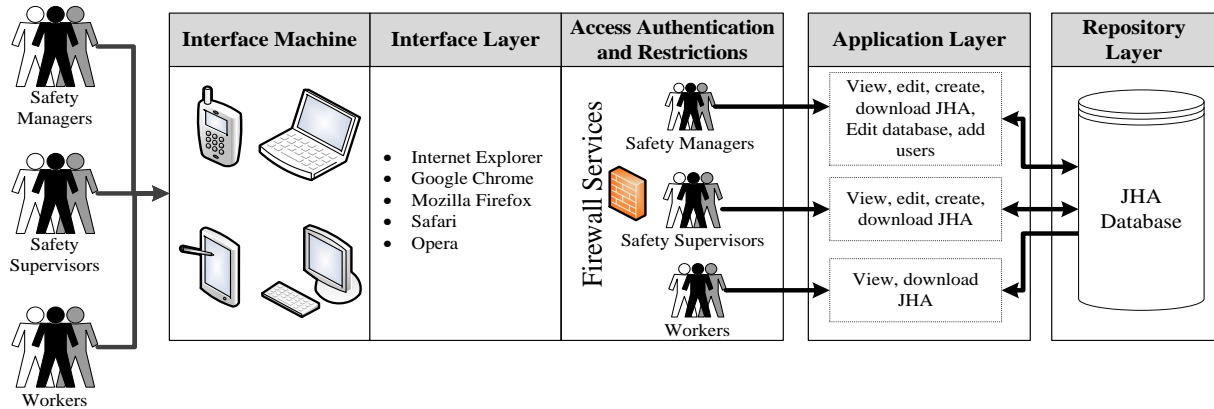 Safety
Managers
Safety
Supervisors
Workers
Interface Machine
Interface Layer
• Internet Explorer
• Google Chrome
• Mozilla Firefox
• Safari
• Opera
Access Authentication
and Restrictions
Firewall Services
Safety Managers
Safety Supervisors
Workers
Application Layer
View, edit, create,
download JHA,
Edit database, add
users
View, edit, create,
download JHA
View, download
JHA
Repository
Layer
JHA
Database